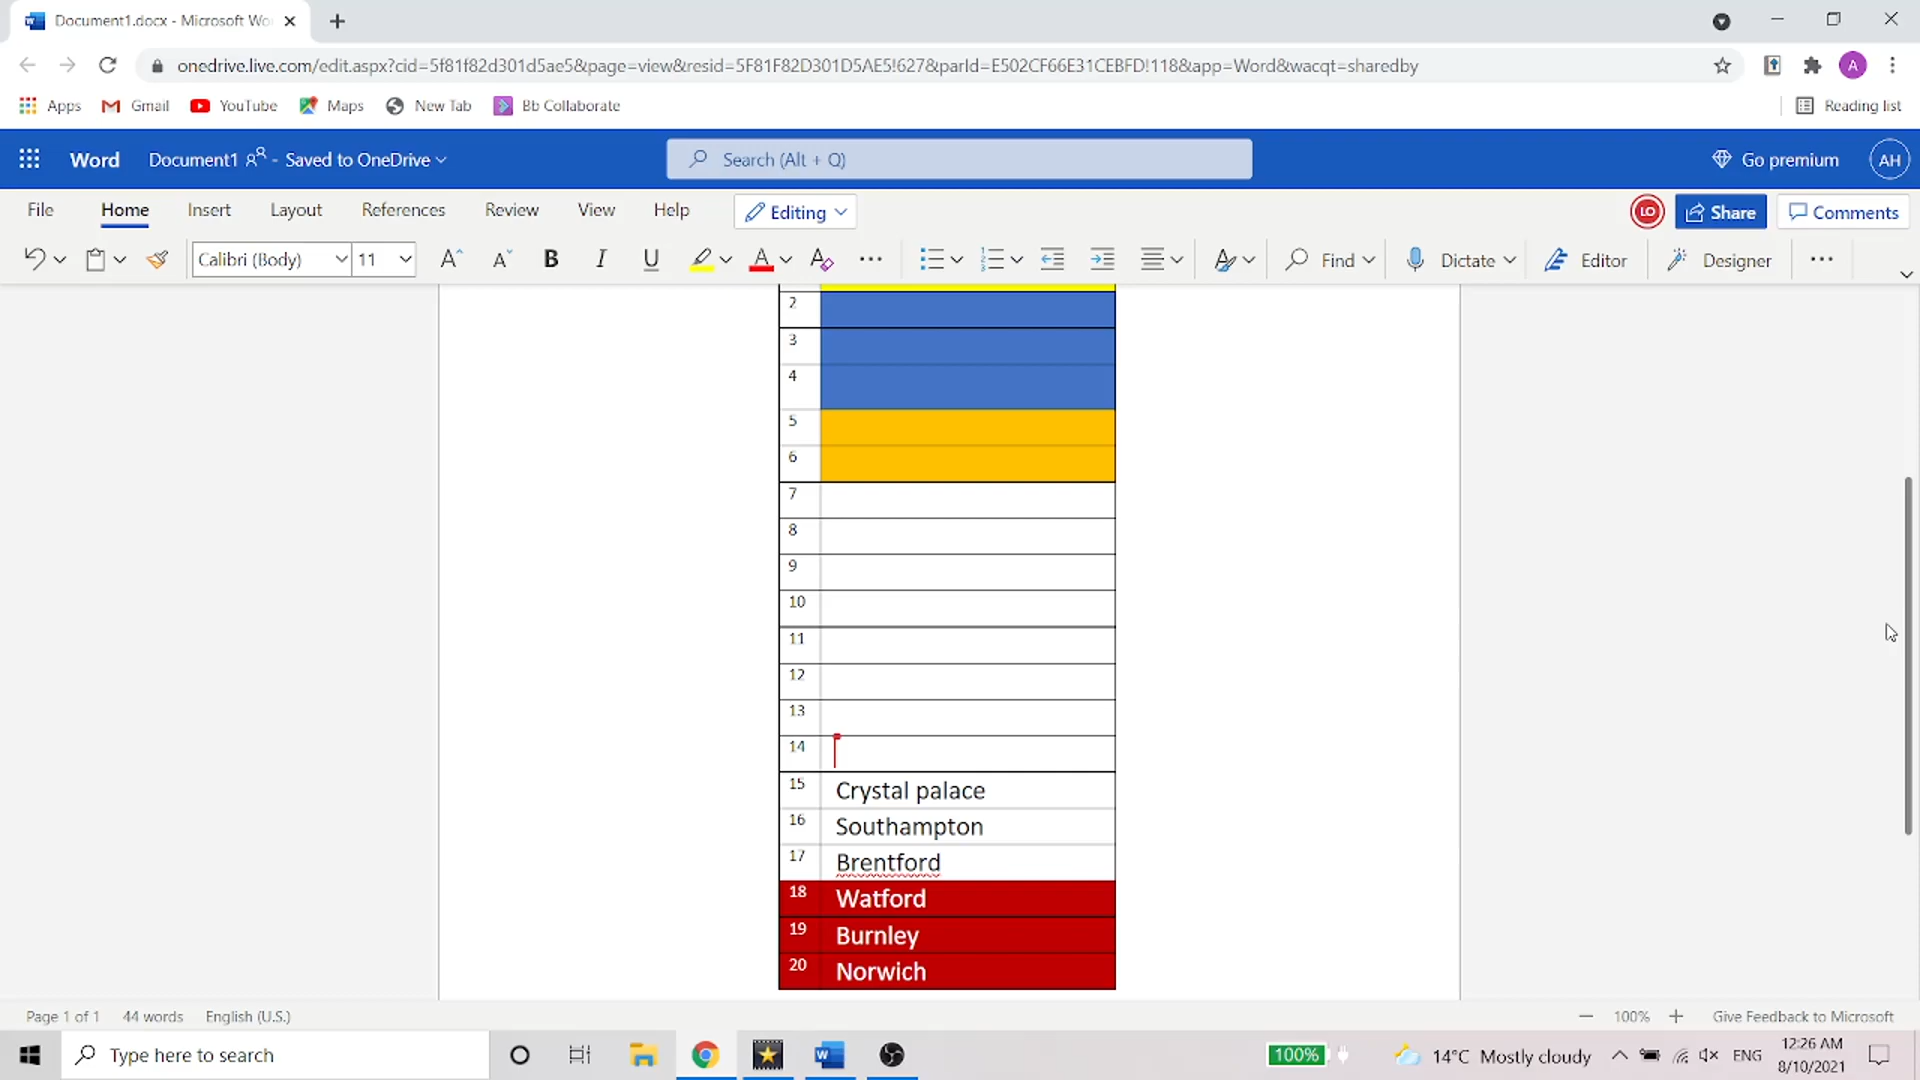 Document1.docx - Microsoft Wo
onedrive.live.com/edit.aspx?cid=5f81f82d301d5ae5&page=view&resid=5F81F82D301D5AE5!627&parId=E502CF66E31CEBFD!118&app=Word&wacqt=sharedby
A
Apps Gmail YouTube Maps New Tab Bb Collaborate Reading list
Word Document1 - Saved to OneDrive Search (Alt + Q) Go premium AH
File Home Insert Layout References Review View Help Editing LO Share Comments
Calibri (Body) 11 A A B I U A A Find Dictate Editor Designer
2
3
4
5
6
7
8
9
10
11
12
13
14
15 Crystal palace
16 Southampton
17 Brentford
18 Watford
19 Burnley
20 Norwich
Page 1 of 1 44 words English (U.S.) 100% Give Feedback to Microsoft
Type here to search 100% 14°C Mostly cloudy ENG 12:26 AM
8/10/2021